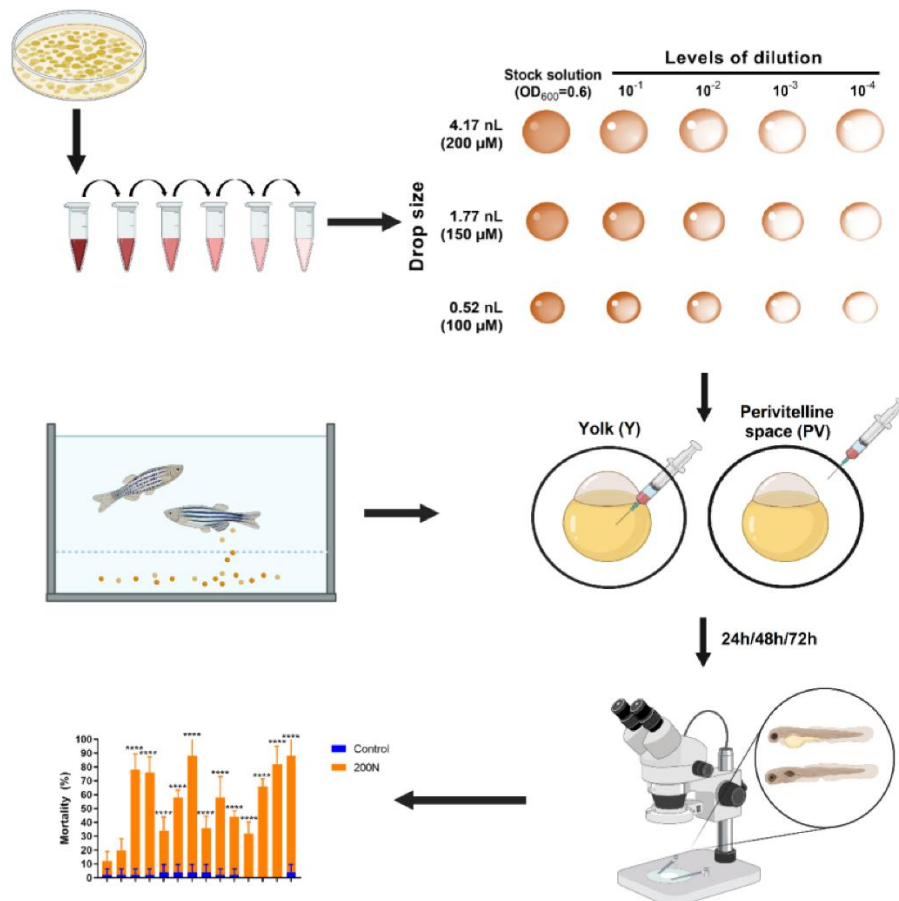 Levels of dilution
Stock solution
(OD₆₀₀=0.6)
10⁻¹
10⁻²
10⁻³
10⁻⁴
Drop size
4.17 nL
(200 µM)
1.77 nL
(150 µM)
0.52 nL
(100 µM)
Yolk (Y)
Perivitelline
space (PV)
24h/48h/72h
Mortality (%)
100
90
80
70
60
50
40
30
20
10
0
****
****
****
****
****
****
****
****
****
****
****
****
Control
200N